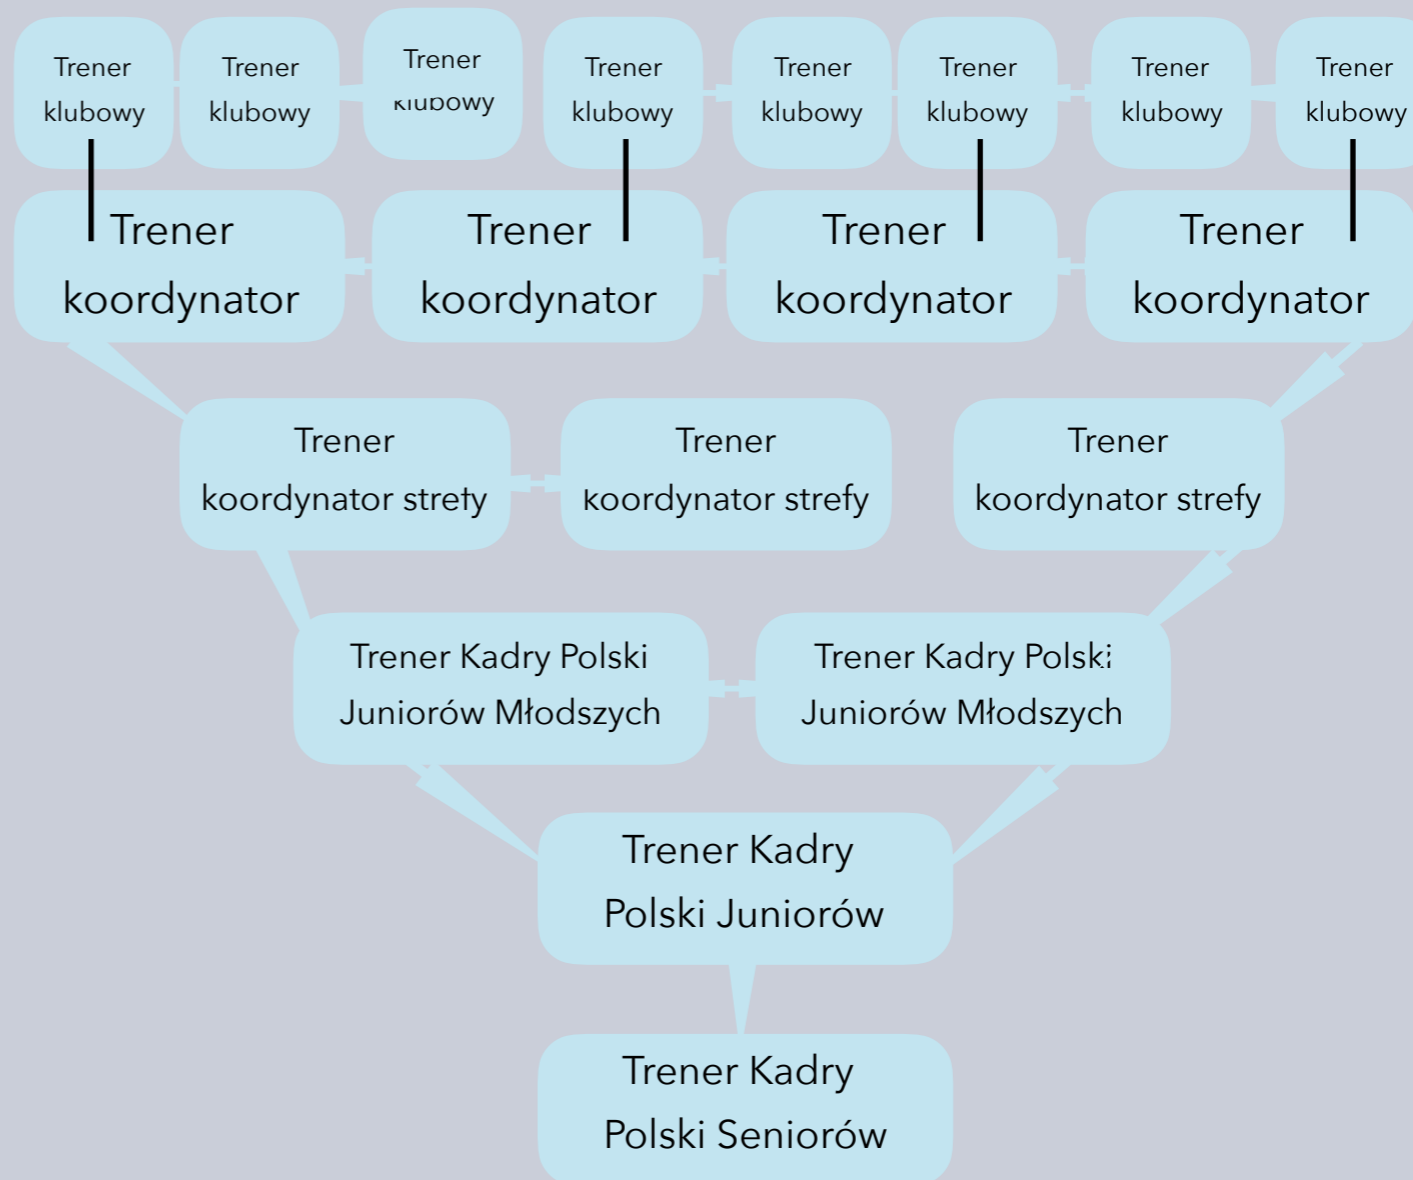 Trener
klubowy
Trener
klubowy
Trener
klubowy
Trener
klubowy
Trener
klubowy
Trener
klubowy
Trener
klubowy
Trener
klubowy
Trener
koordynator
Trener
koordynator
Trener
koordynator
Trener
koordynator
Trener
koordynator strefy
Trener
koordynator strefy
Trener
koordynator strefy
Trener Kadry Polski
Juniorów Młodszych
Trener Kadry Polski
Juniorów Młodszych
Trener Kadry
Polski Juniorów
Trener Kadry
Polski Seniorów